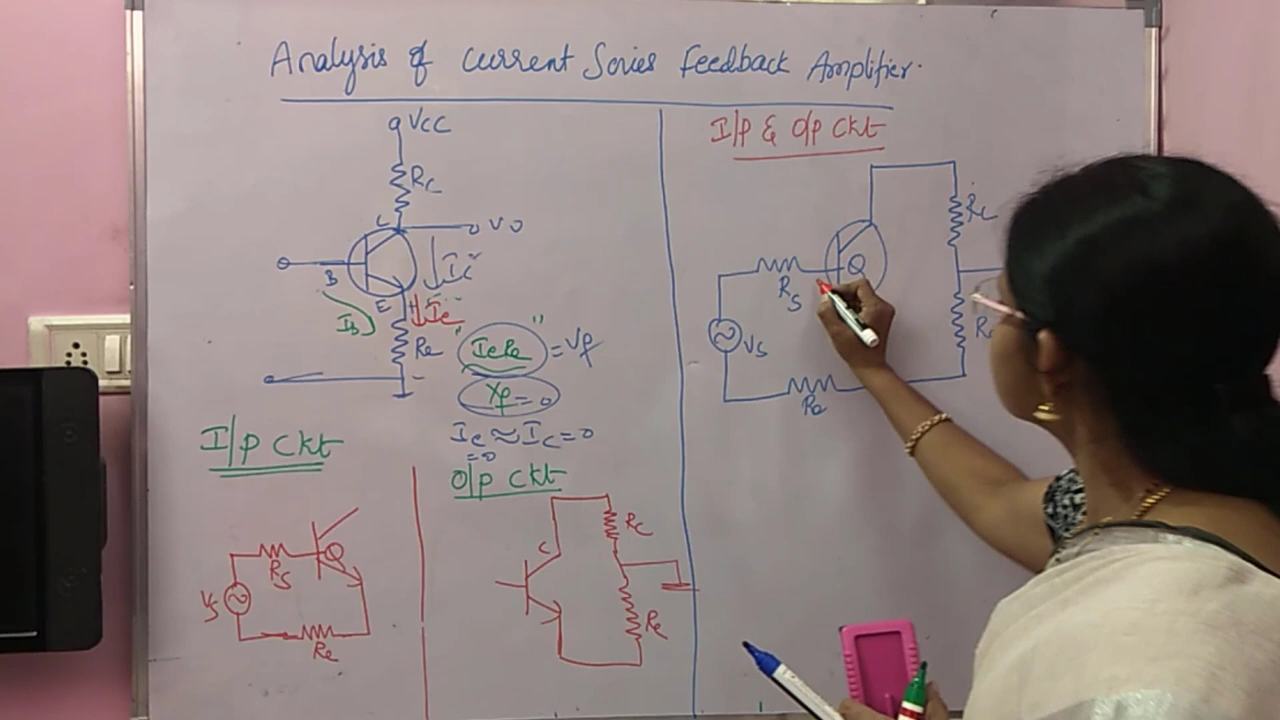 Analysis of Current Series Feedback Amplifier.
VCC
RC
C
VO
B
Ic
E
+
Ie
Ib
Re
-
" IeRe " = Vf
Xf = 0
Ie ≈ Ic = 0
= 0
I/p Ckt
RS
Q
VS
Re
O/p Ckt
RC
C
Re
I/p & O/p Ckt
RC
Q
RS
VS
Re